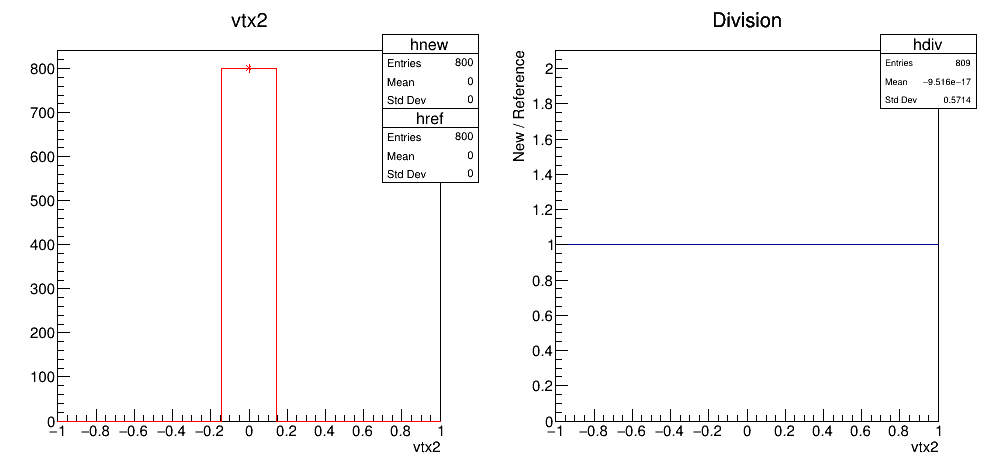 vtx2
hnew
Entries 800
Mean 0
Std Dev 0
href
Entries 800
Mean 0
Std Dev 0
800
700
600
500
400
300
200
100
0
−1 −0.8 −0.6 −0.4 −0.2 0 0.2 0.4 0.6 0.8 1
vtx2
Division
hdiv
Entries 809
Mean −9.516e−17
Std Dev 0.5714
New / Reference
2
1.8
1.6
1.4
1.2
1
0.8
0.6
0.4
0.2
0
−1 −0.8 −0.6 −0.4 −0.2 0 0.2 0.4 0.6 0.8 1
vtx2